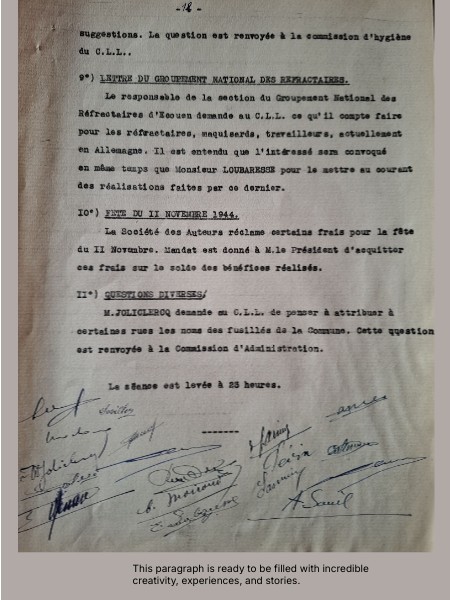 -12-
suggestions. La question est renvoyée à la commission d'hygiène
du C.L.L..
9°) LETTRE DU GROUPEMENT NATIONAL DES REFRACTAIRES.
Le responsable de la section du Groupement National des
Réfractaires d'Ecouen demande au C.L.L. ce qu'il compte faire
pour les réfractaires, maquisards, travailleurs, actuellement
en Allemagne. Il est entendu que l'intéressé sera convoqué
en même temps que Monsieur LOUBARESSE pour le mettre au courant
des réalisations faites par ce dernier.
I0°) FETE DU II NOVEMBRE 1944.
La Société des Auteurs réclame certains frais pour la fête
du II Novembre. Mandat est donné à M.le Président d'acquitter
ces frais sur le solde des bénéfices réalisés.
II°) QUESTIONS DIVERSES/
M.JOLICLERCQ demande au C.L.L. de penser à attribuer à
certaines rues les noms des fusillés de la Commune. Cette qquestion
est renvoyée à la Commission d'Administration.
La séance est levée à 23 heures.
-------
This paragraph is ready to be filled with incredible
creativity, experiences, and stories.